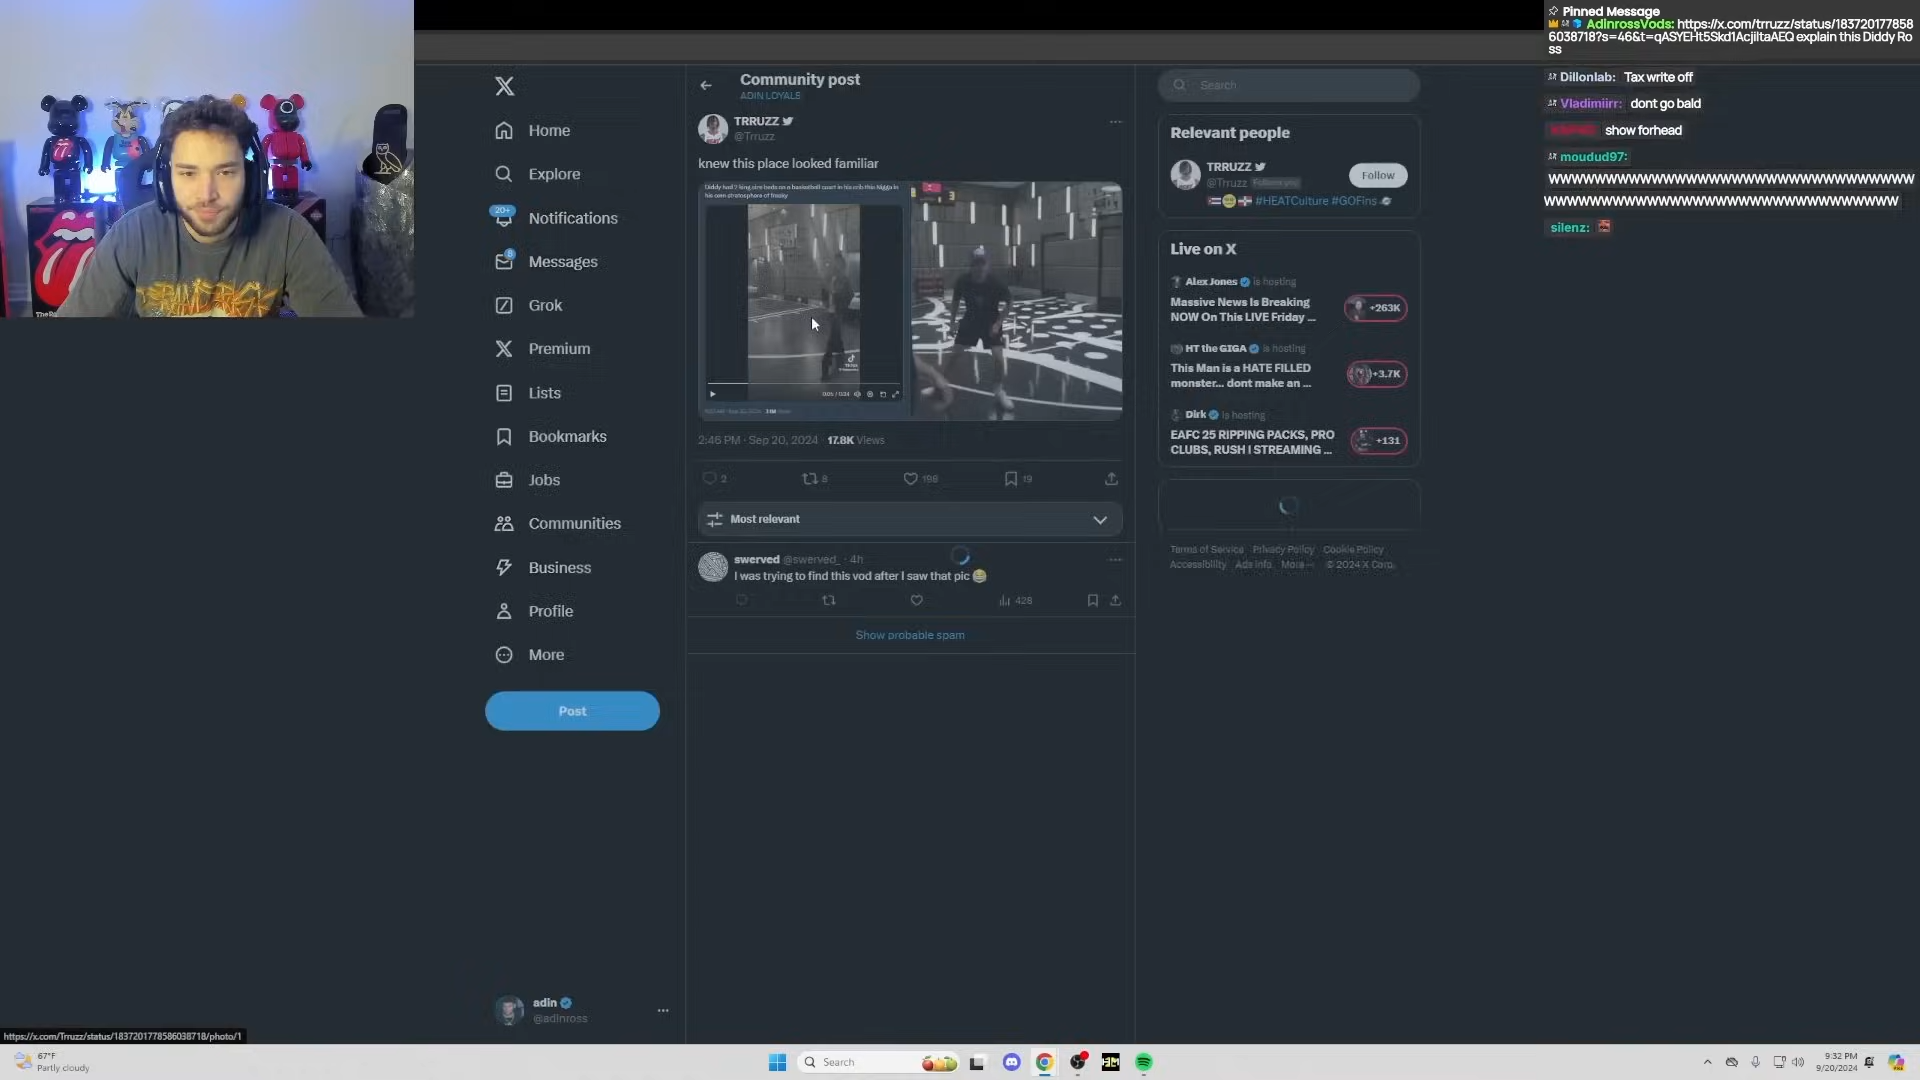 Pinned Message
AdinrossVods: https://x.com/trruzz/status/183720177858
6038718?s=46&t=qASYEHt5Skd1AcjiltaAEQ explain this Diddy Ro
ss
Dillonlab: Tax write off
Vladimiirr: dont go bald
show forhead
moudud97:
silenz:
Home
Explore
20+
Notifications
8
Messages
Grok
Premium
Lists
Bookmarks
Jobs
Communities
Business
Profile
More
Post
adin
@adinross
Community post
ADIN LOYALS
TRRUZZ
@Trruzz
knew this place looked familiar
2:46 PM · Sep 20, 2024 · 17.8K Views
2
8
198
19
Most relevant
swerved @swerved_ · 4h
I was trying to find this vod after I saw that pic
428
Show probable spam
Search
Relevant people
TRRUZZ
@Trruzz Follows you
#HEATCulture #GOFins
Follow
Live on X
Alex Jones is hosting
Massive News Is Breaking
NOW On This LIVE Friday ...
+263K
HT the GIGA is hosting
This Man is a HATE FILLED
monster... dont make an ...
+3.7K
Dirk is hosting
EAFC 25 RIPPING PACKS, PRO
CLUBS, RUSH I STREAMING ...
+131
Terms of Service Privacy Policy Cookie Policy
Accessibility Ads info More ··· © 2024 X Corp.
https://x.com/Trruzz/status/1837201778586038718/photo/1
67°F
Partly cloudy
Search
9:32 PM
9/20/2024